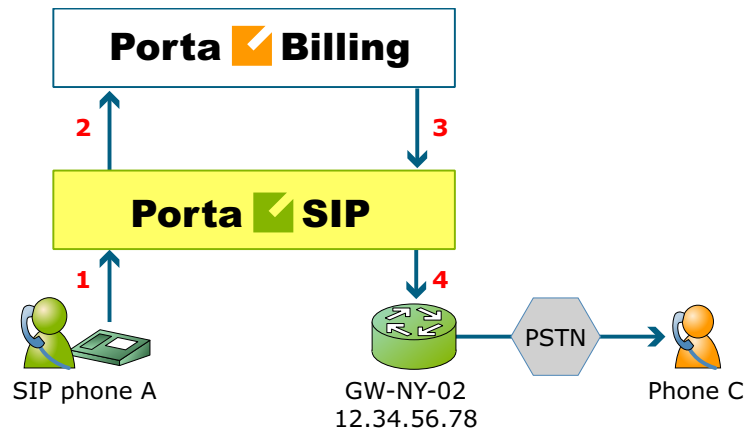 Porta Billing
2
3
Porta SIP
1
4
PSTN
SIP phone A
GW-NY-02
12.34.56.78
Phone C